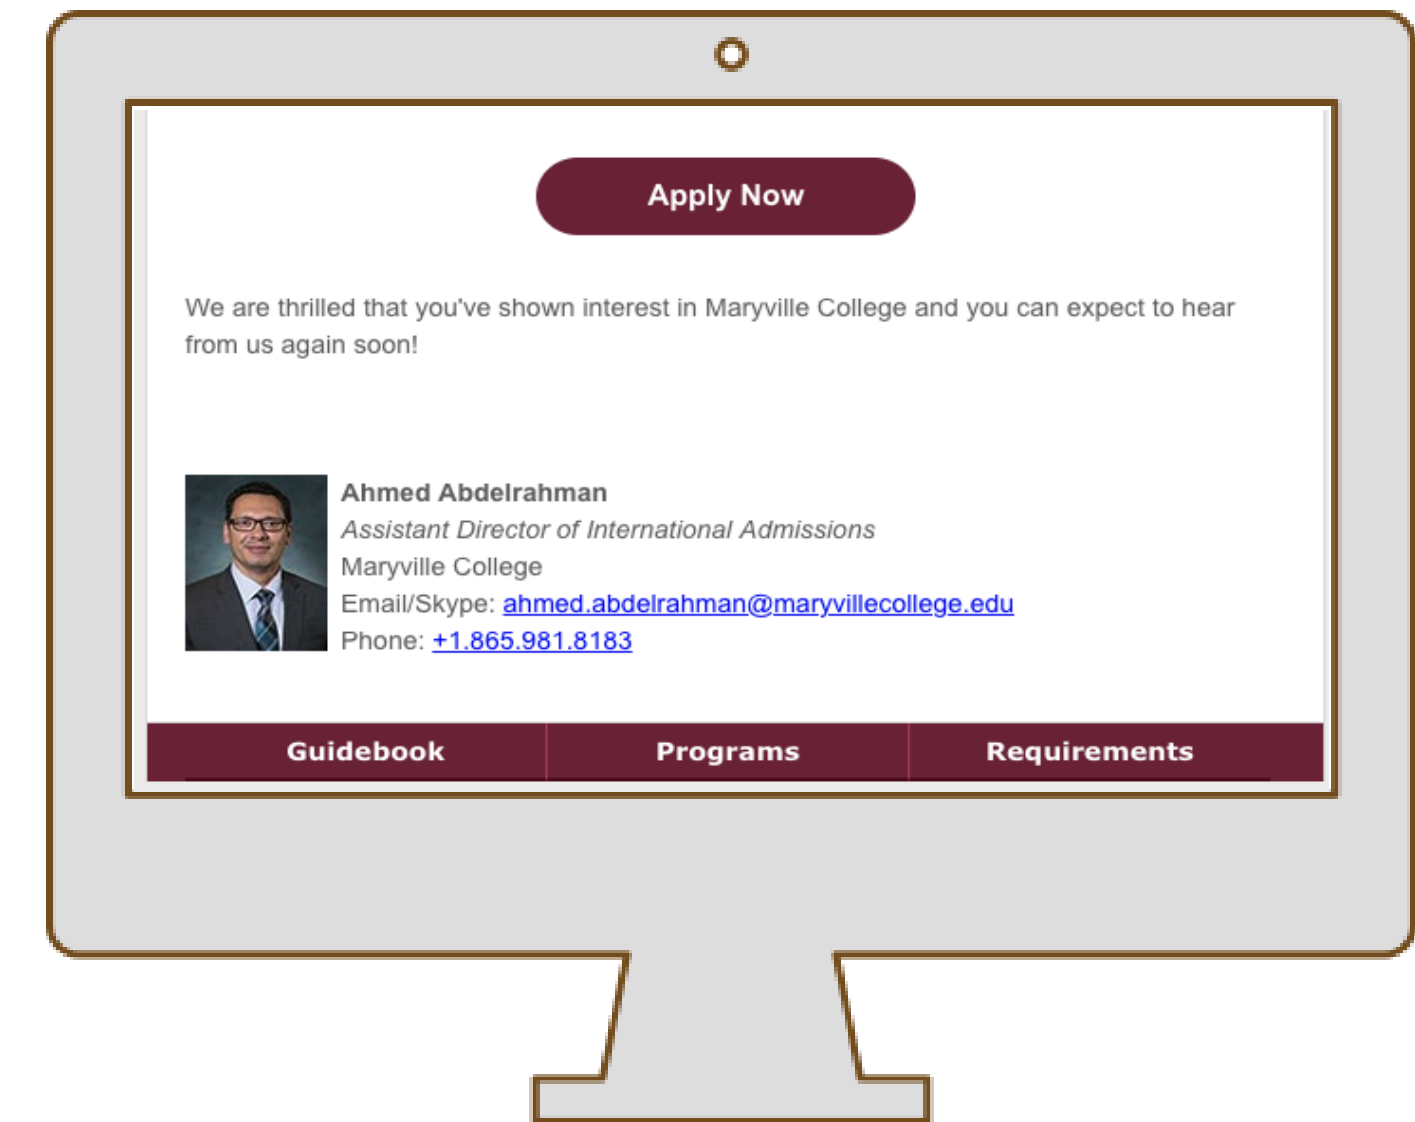 Apply Now
We are thrilled that you've shown interest in Maryville College and you can expect to hear
from us again soon!
Ahmed Abdelrahman
Assistant Director of International Admissions
Maryville College
Email/Skype: ahmed.abdelrahman@maryvillecollege.edu
Phone: +1.865.981.8183
Guidebook Programs Requirements